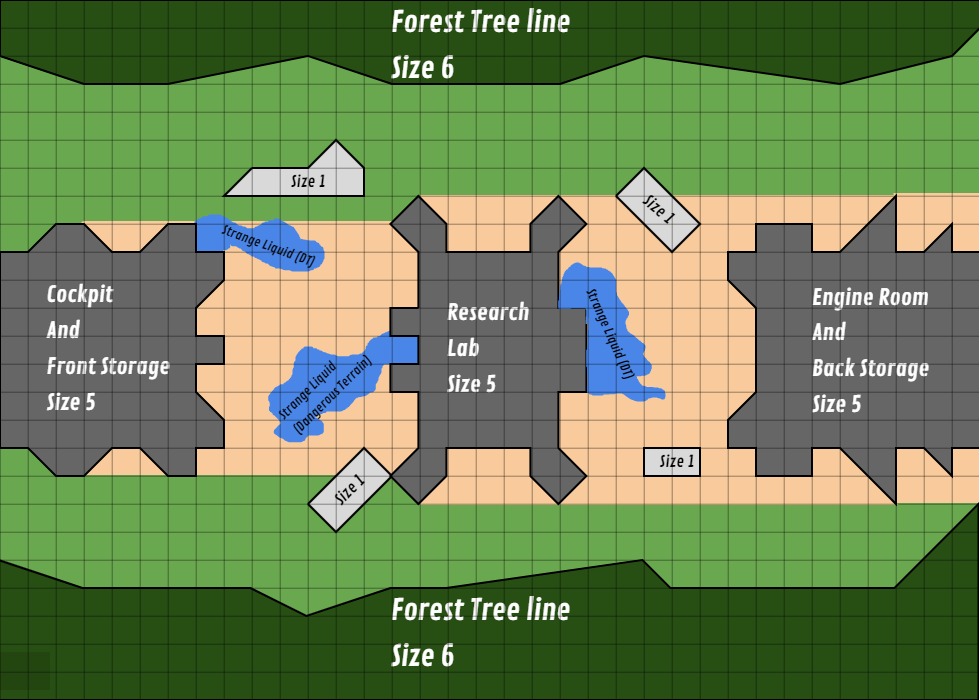 Forest Tree line
Size 6
Size 1
Size 1
Strange Liquid (DT)
Cockpit
And
Front Storage
Size 5
Research
Lab
Size 5
Strange Liquid (DT)
Engine Room
And
Back Storage
Size 5
Strange Liquid
(Dangerous Terrain)
Size 1
Size 1
Forest Tree line
Size 6